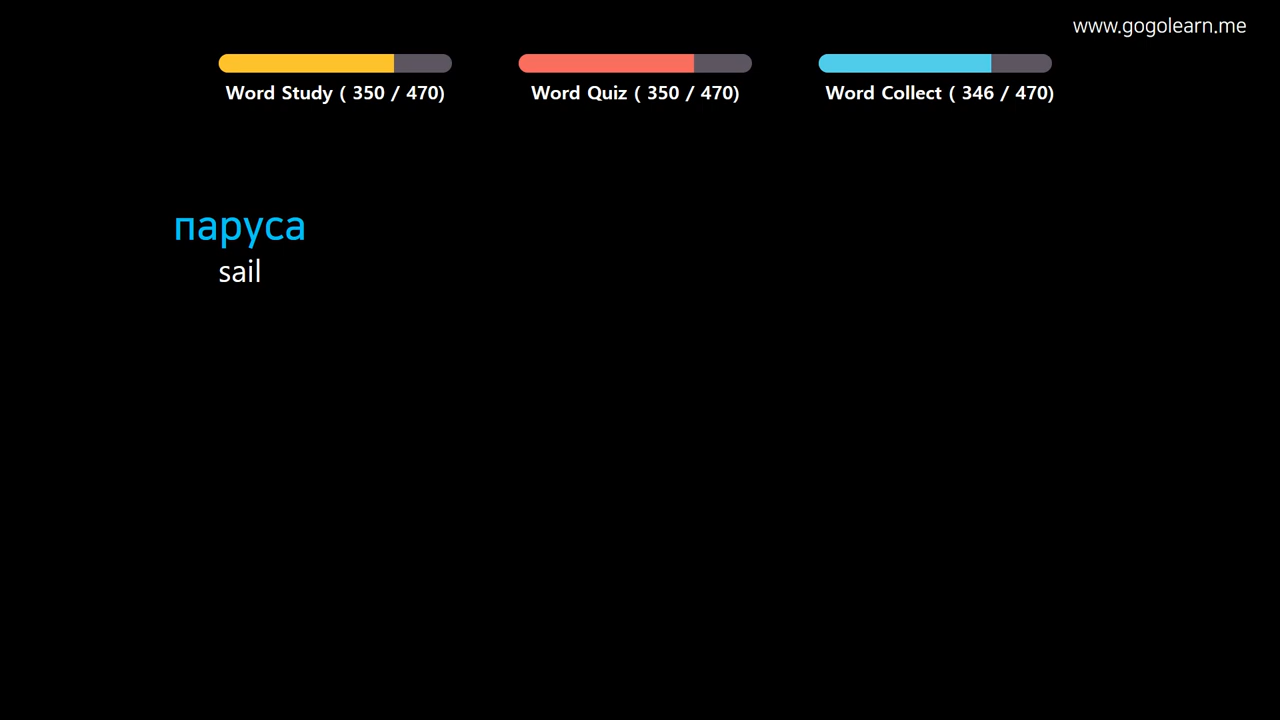 www.gogolearn.me
Word Study ( 350 / 470)
Word Quiz ( 350 / 470)
Word Collect ( 346 / 470)
паруса
sail